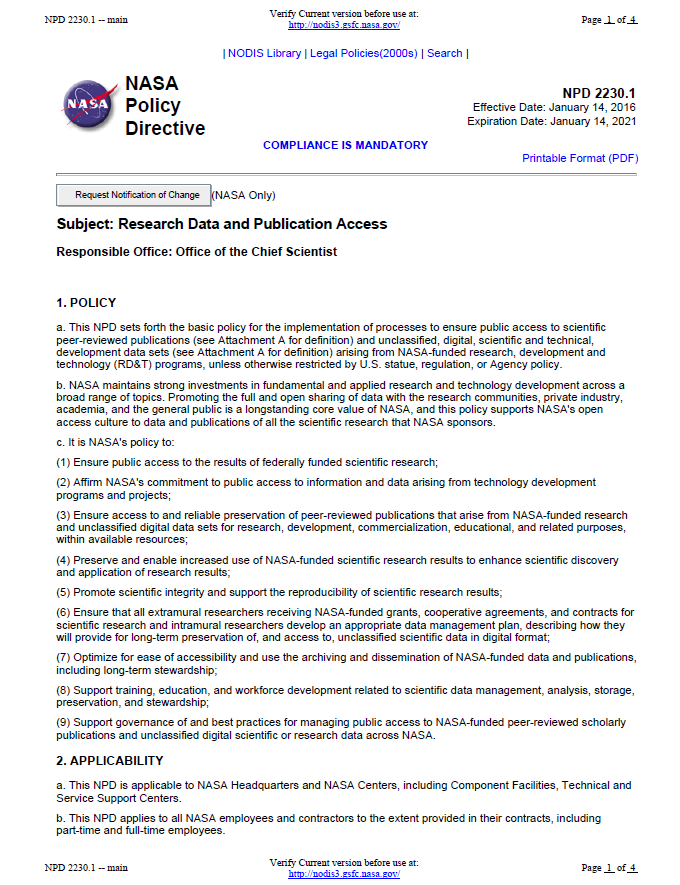 NPD 2230.1 -- main
Verify Current version before use at:
http://nodis3.gsfc.nasa.gov/
Page 1 of 4
| NODIS Library | Legal Policies(2000s) | Search |
NASA
NASA
Policy
Directive
NPD 2230.1
Effective Date: January 14, 2016
Expiration Date: January 14, 2021
COMPLIANCE IS MANDATORY
Printable Format (PDF)
Request Notification of Change (NASA Only)
Subject: Research Data and Publication Access
Responsible Office: Office of the Chief Scientist
1. POLICY
a. This NPD sets forth the basic policy for the implementation of processes to ensure public access to scientific
peer-reviewed publications (see Attachment A for definition) and unclassified, digital, scientific and technical,
development data sets (see Attachment A for definition) arising from NASA-funded research, development and
technology (RD&T) programs, unless otherwise restricted by U.S. statue, regulation, or Agency policy.
b. NASA maintains strong investments in fundamental and applied research and technology development across a
broad range of topics. Promoting the full and open sharing of data with the research communities, private industry,
academia, and the general public is a longstanding core value of NASA, and this policy supports NASA's open
access culture to data and publications of all the scientific research that NASA sponsors.
c. It is NASA's policy to:
(1) Ensure public access to the results of federally funded scientific research;
(2) Affirm NASA's commitment to public access to information and data arising from technology development
programs and projects;
(3) Ensure access to and reliable preservation of peer-reviewed publications that arise from NASA-funded research
and unclassified digital data sets for research, development, commercialization, educational, and related purposes,
within available resources;
(4) Preserve and enable increased use of NASA-funded scientific research results to enhance scientific discovery
and application of research results;
(5) Promote scientific integrity and support the reproducibility of scientific research results;
(6) Ensure that all extramural researchers receiving NASA-funded grants, cooperative agreements, and contracts for
scientific research and intramural researchers develop an appropriate data management plan, describing how they
will provide for long-term preservation of, and access to, unclassified scientific data in digital format;
(7) Optimize for ease of accessibility and use the archiving and dissemination of NASA-funded data and publications,
including long-term stewardship;
(8) Support training, education, and workforce development related to scientific data management, analysis, storage,
preservation, and stewardship;
(9) Support governance of and best practices for managing public access to NASA-funded peer-reviewed scholarly
publications and unclassified digital scientific or research data across NASA.
2. APPLICABILITY
a. This NPD is applicable to NASA Headquarters and NASA Centers, including Component Facilities, Technical and
Service Support Centers.
b. This NPD applies to all NASA employees and contractors to the extent provided in their contracts, including
part-time and full-time employees.
NPD 2230.1 -- main
Verify Current version before use at:
http://nodis3.gsfc.nasa.gov/
Page 1 of 4